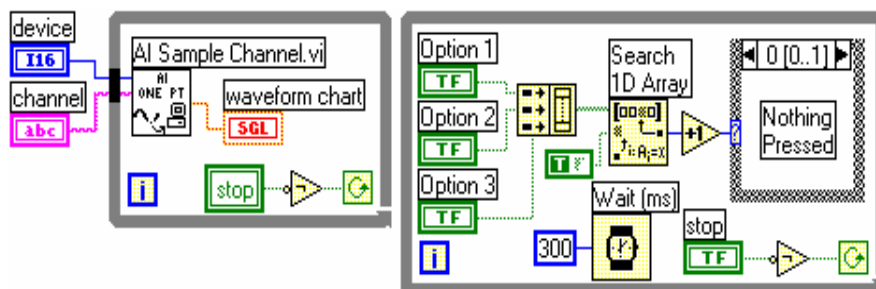 device
I16
channel
abc
AI Sample Channel.vi
AI
ONE PT
waveform chart
SGL
i
stop
Option 1
TF
Option 2
TF
Option 3
TF
i
Search
1D Array
i:Ai=X
T
+1
?
0 [0..1]
Nothing
Pressed
Wait (ms)
300
stop
TF